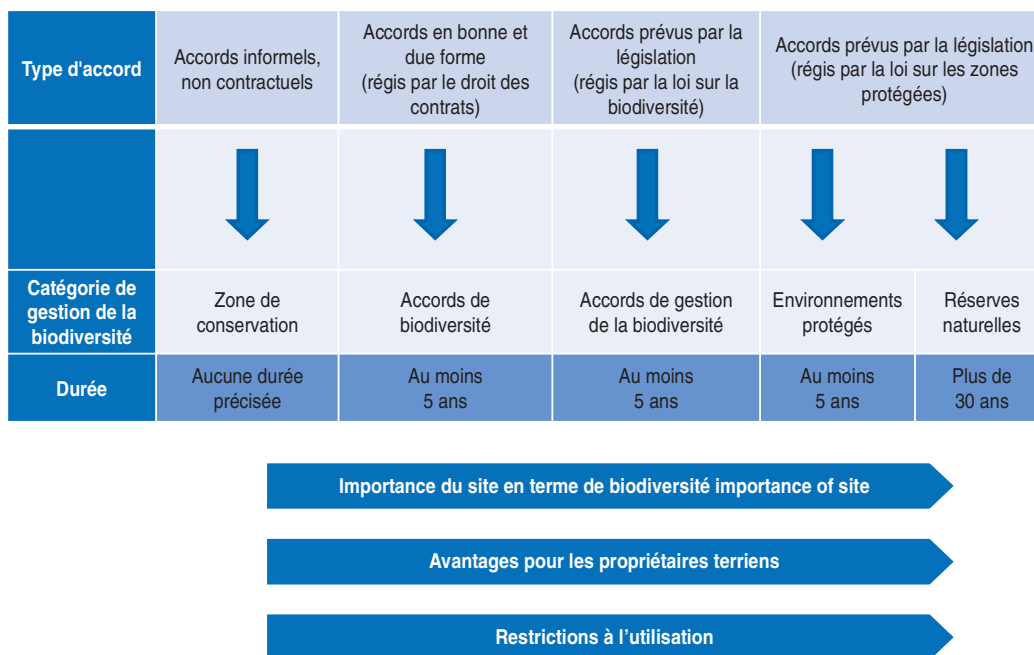 Type d'accord
Accords informels,
non contractuels
Accords en bonne et
due forme
(régis par le droit des
contrats)
Accords prévus par la
législation
(régis par la loi sur la
biodiversité)
Accords prévus par la législation
(régis par la loi sur les zones
protégées)
Catégorie de
gestion de la
biodiversité
Zone de
conservation
Accords de
biodiversité
Accords de gestion
de la biodiversité
Environnements
protégés
Réserves
naturelles
Durée
Aucune durée
précisée
Au moins
5 ans
Au moins
5 ans
Au moins
5 ans
Plus de
30 ans
Importance du site en terme de biodiversité importance of site
Avantages pour les propriétaires terriens
Restrictions à l'utilisation